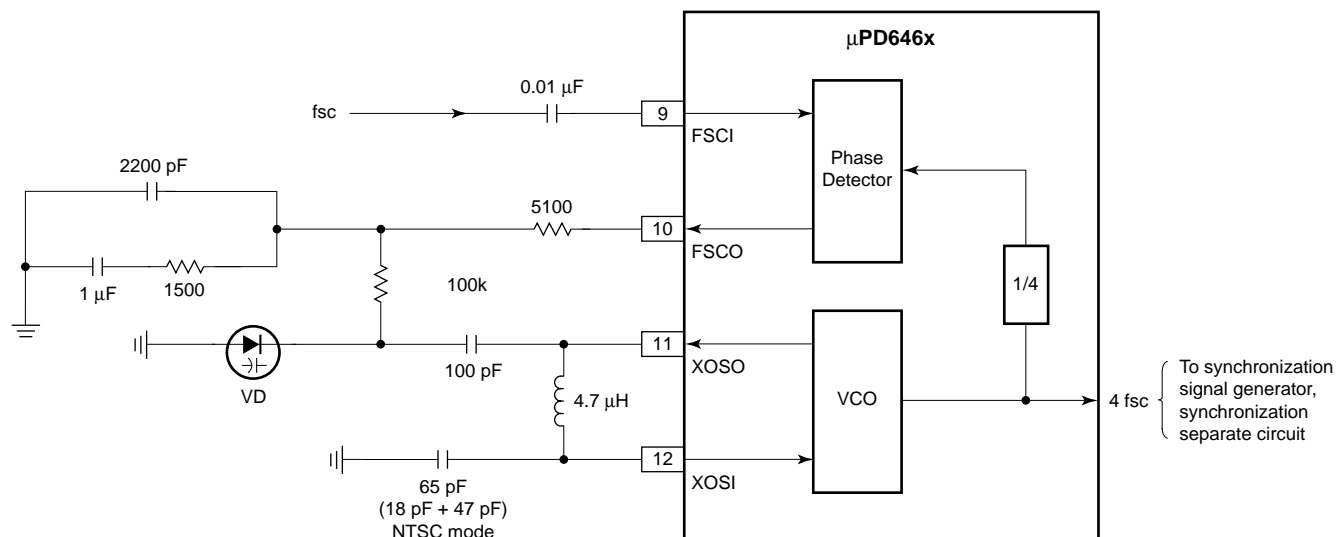 μPD646x
0.01 μF
fsc
9
FSCI
2200 pF
Phase
Detector
5100
10
FSCO
1 μF
1500
100k
1/4
11
XOSO
100 pF
VD
4.7 μH
VCO
4 fsc
To synchronization
signal generator,
synchronization
separate circuit
12
XOSI
65 pF
(18 pF + 47 pF)
NTSC mode